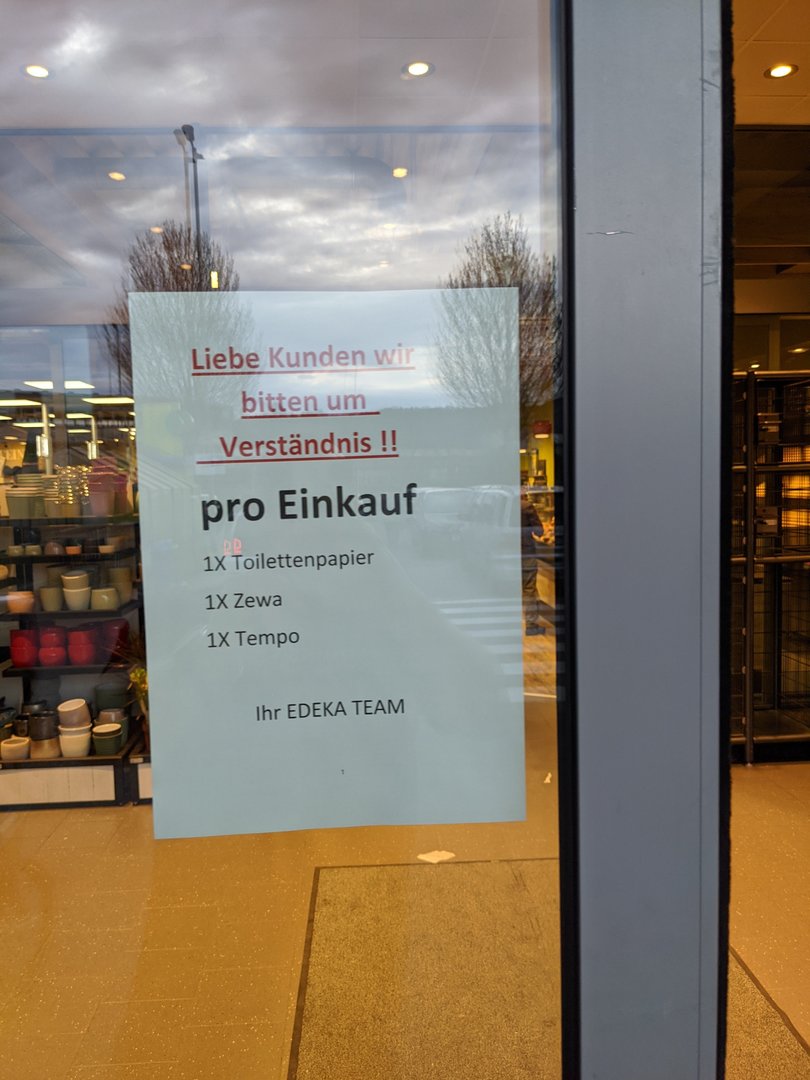 Liebe Kunden wir
bitten um
Verständnis !!
pro Einkauf
1X Toilettenpapier
1X Zewa
1X Tempo
Ihr EDEKA TEAM